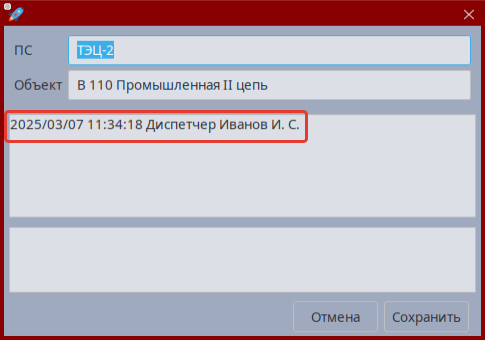 ПС ТЭЦ-2
Объект В 110 Промышленная II цепь
2025/03/07 11:34:18 Диспетчер Иванов И. С.
Отмена Сохранить